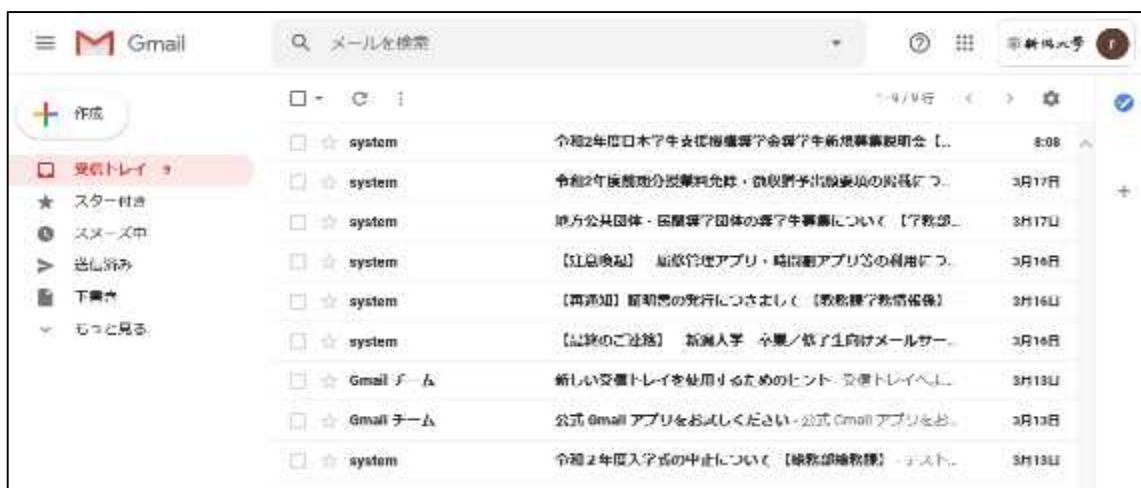 Gmail
メールを検索
新潟大学
r
作成
1-9 / 9 行
受信トレイ 9
スター付き
スヌーズ中
送信済み
下書き
もっと見る
system 令和2年度日本学生支援機構奨学会奨学生新規募集説明会【... 8:08
system 令和2年度前期分授業料免除・徴収猶予出願要項の掲載につ... 3月17日
system 地方公共団体・民間奨学団体の奨学生募集について【学務部... 3月17日
system 【注意喚起】 履修管理アプリ・時間割アプリ等の利用につ... 3月16日
system 【再通知】証明書の発行につきまして【教務課学務情報係】 3月16日
system 【最終のご連絡】 新潟大学 卒業/修了生向けメールサー... 3月16日
Gmail チーム 新しい受信トレイを使用するためのヒント - 受信トレイへよ... 3月13日
Gmail チーム 公式 Gmail アプリをお試しください - 公式 Gmail アプリをお... 3月13日
system 令和２年度入学式の中止について【総務部総務課】 - テスト... 3月13日